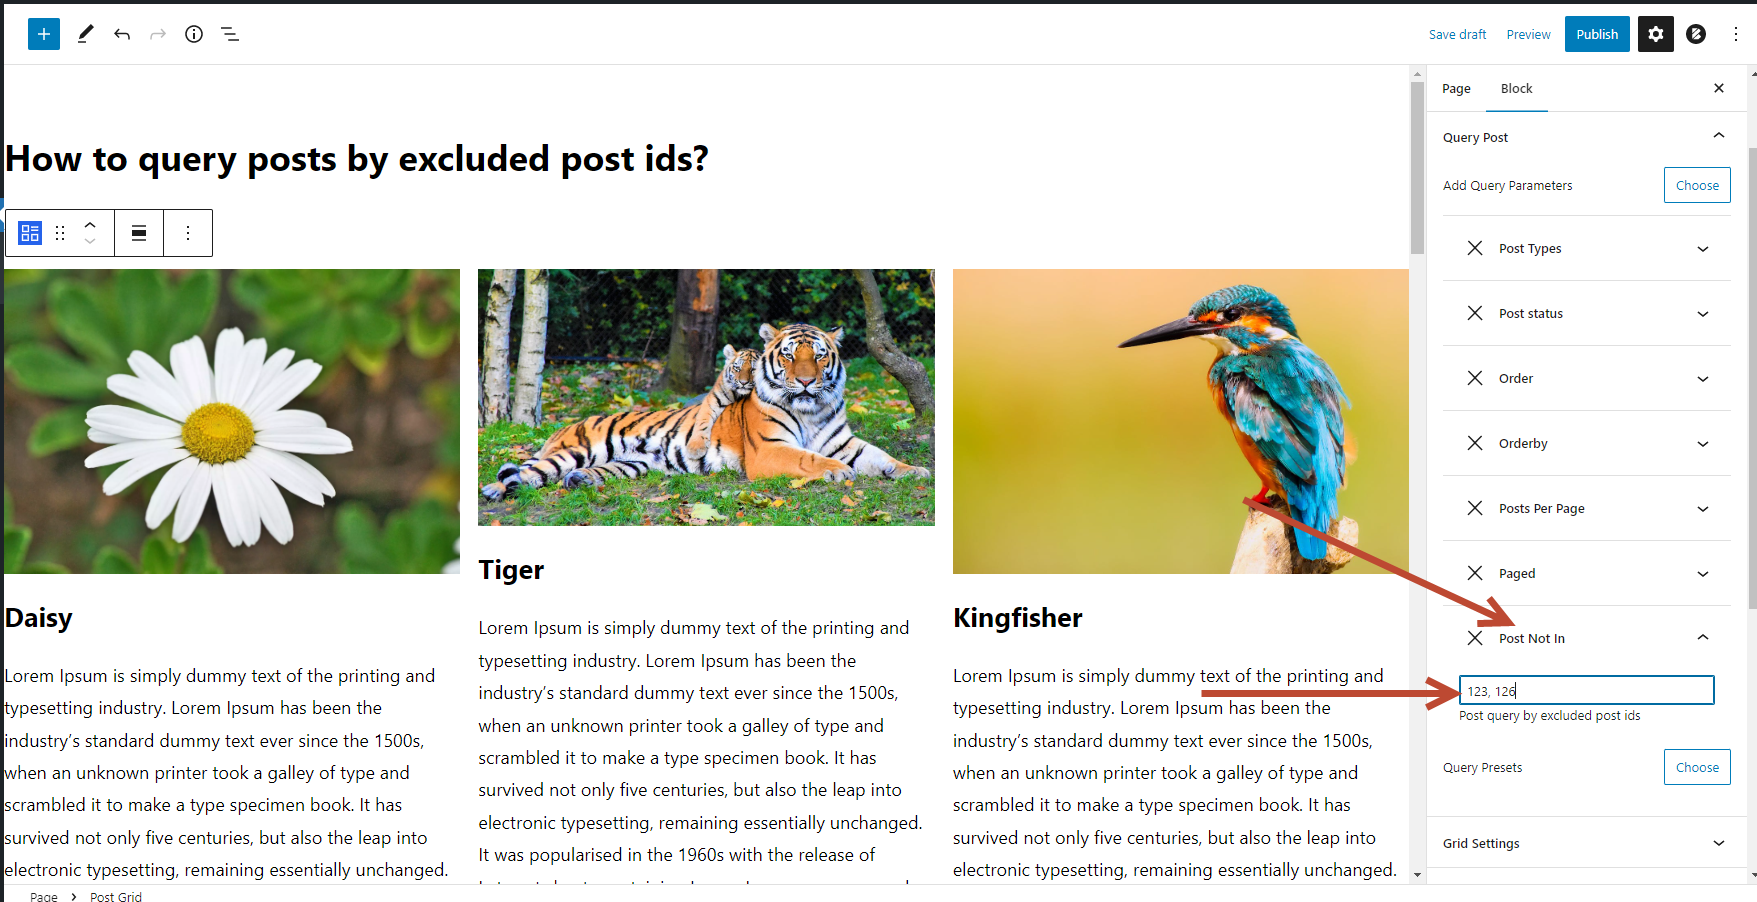 Save draft
Preview
Publish
How to query posts by excluded post ids?
Daisy
Lorem Ipsum is simply dummy text of the printing and
typesetting industry. Lorem Ipsum has been the
industry’s standard dummy text ever since the 1500s,
when an unknown printer took a galley of type and
scrambled it to make a type specimen book. It has
survived not only five centuries, but also the leap into
electronic typesetting, remaining essentially unchanged.
Tiger
Lorem Ipsum is simply dummy text of the printing and
typesetting industry. Lorem Ipsum has been the
industry’s standard dummy text ever since the 1500s,
when an unknown printer took a galley of type and
scrambled it to make a type specimen book. It has
survived not only five centuries, but also the leap into
electronic typesetting, remaining essentially unchanged.
It was popularised in the 1960s with the release of
Kingfisher
Lorem Ipsum is simply dummy text of the printing and
typesetting industry. Lorem Ipsum has been the
industry’s standard dummy text ever since the 1500s,
when an unknown printer took a galley of type and
scrambled it to make a type specimen book. It has
survived not only five centuries, but also the leap into
electronic typesetting, remaining essentially unchanged.
Page
Block
Query Post
Add Query Parameters
Choose
Post Types
Post status
Order
Orderby
Posts Per Page
Paged
Post Not In
123, 126
Post query by excluded post ids
Query Presets
Choose
Grid Settings
Page
Post Grid